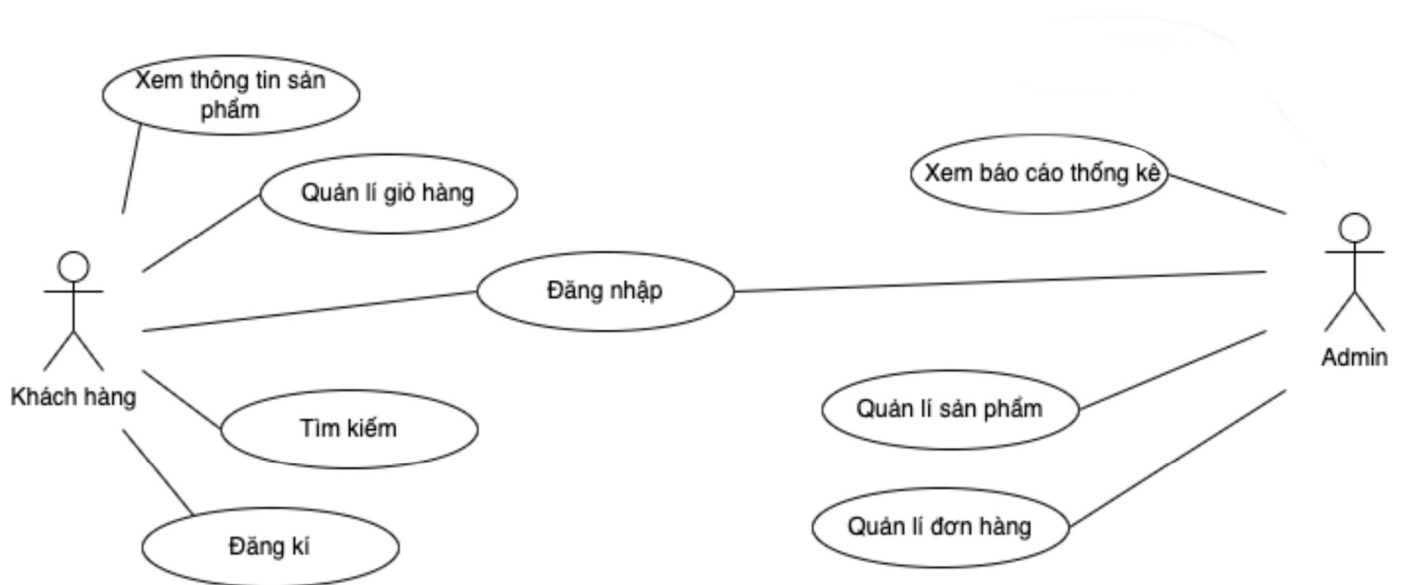 Xem thông tin sản
phẩm
Quản lí giỏ hàng
Xem báo cáo thống kê
Đăng nhập
Khách hàng
Admin
Tìm kiếm
Quản lí sản phẩm
Đăng kí
Quản lí đơn hàng